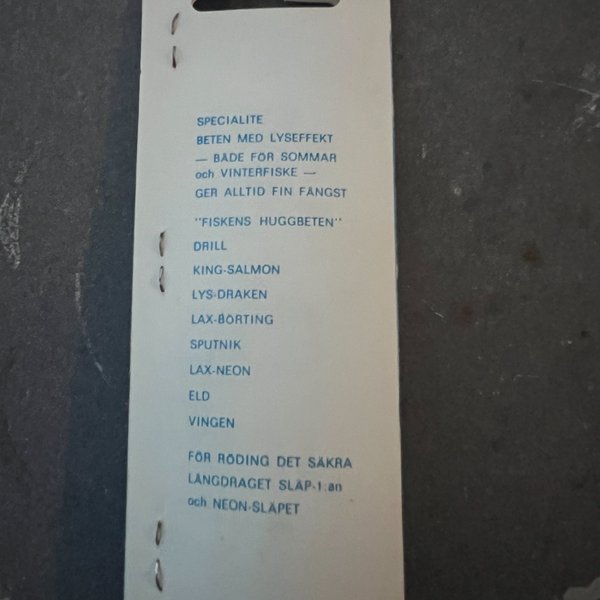 SPECIALITE
BETEN MED LYSEFFEKT
— BÅDE FÖR SOMMAR
och VINTERFISKE —
GER ALLTID FIN FÅNGST
"FISKENS HUGGBETEN"
DRILL
KING-SALMON
LYS-DRAKEN
LAX-BÖRTING
SPUTNIK
LAX-NEON
ELD
VINGEN
FÖR RÖDING DET SÄKRA
LÅNGDRAGET SLÄP-1:an
och NEON-SLÄPET